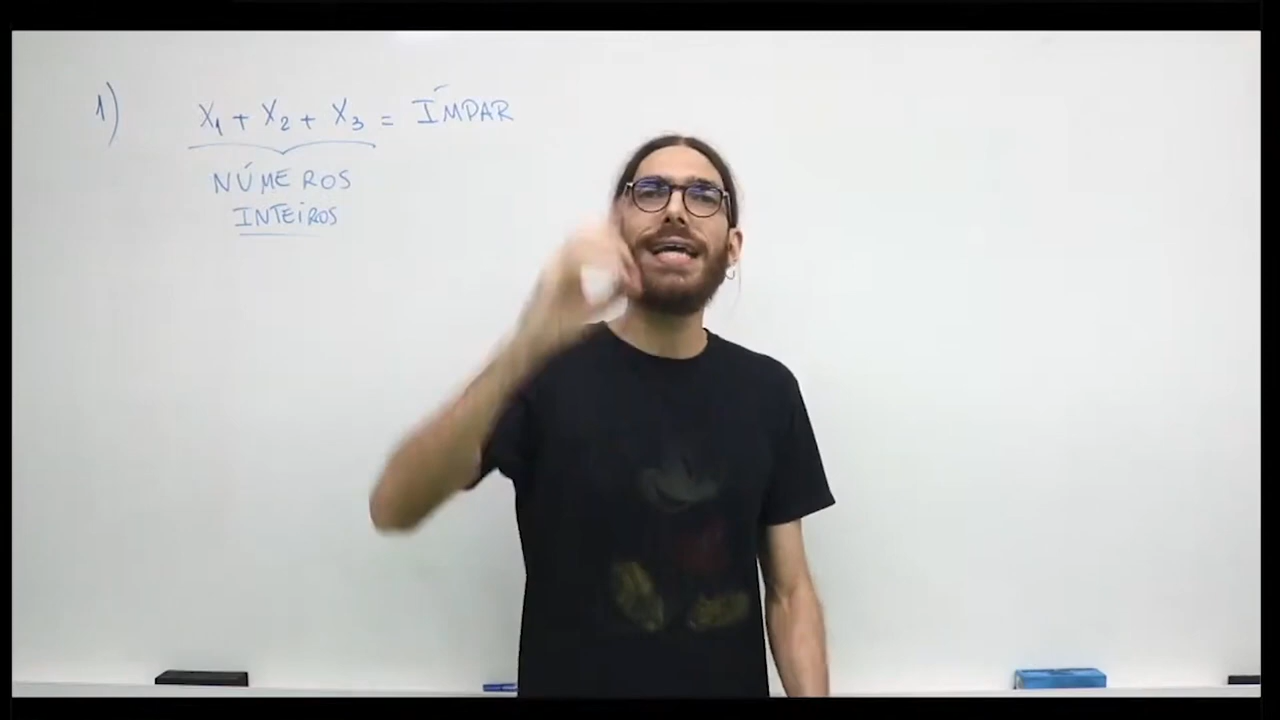 1) X₁ + X₂ + X₃ = ÍMPAR
NÚMEROS
INTEIROS